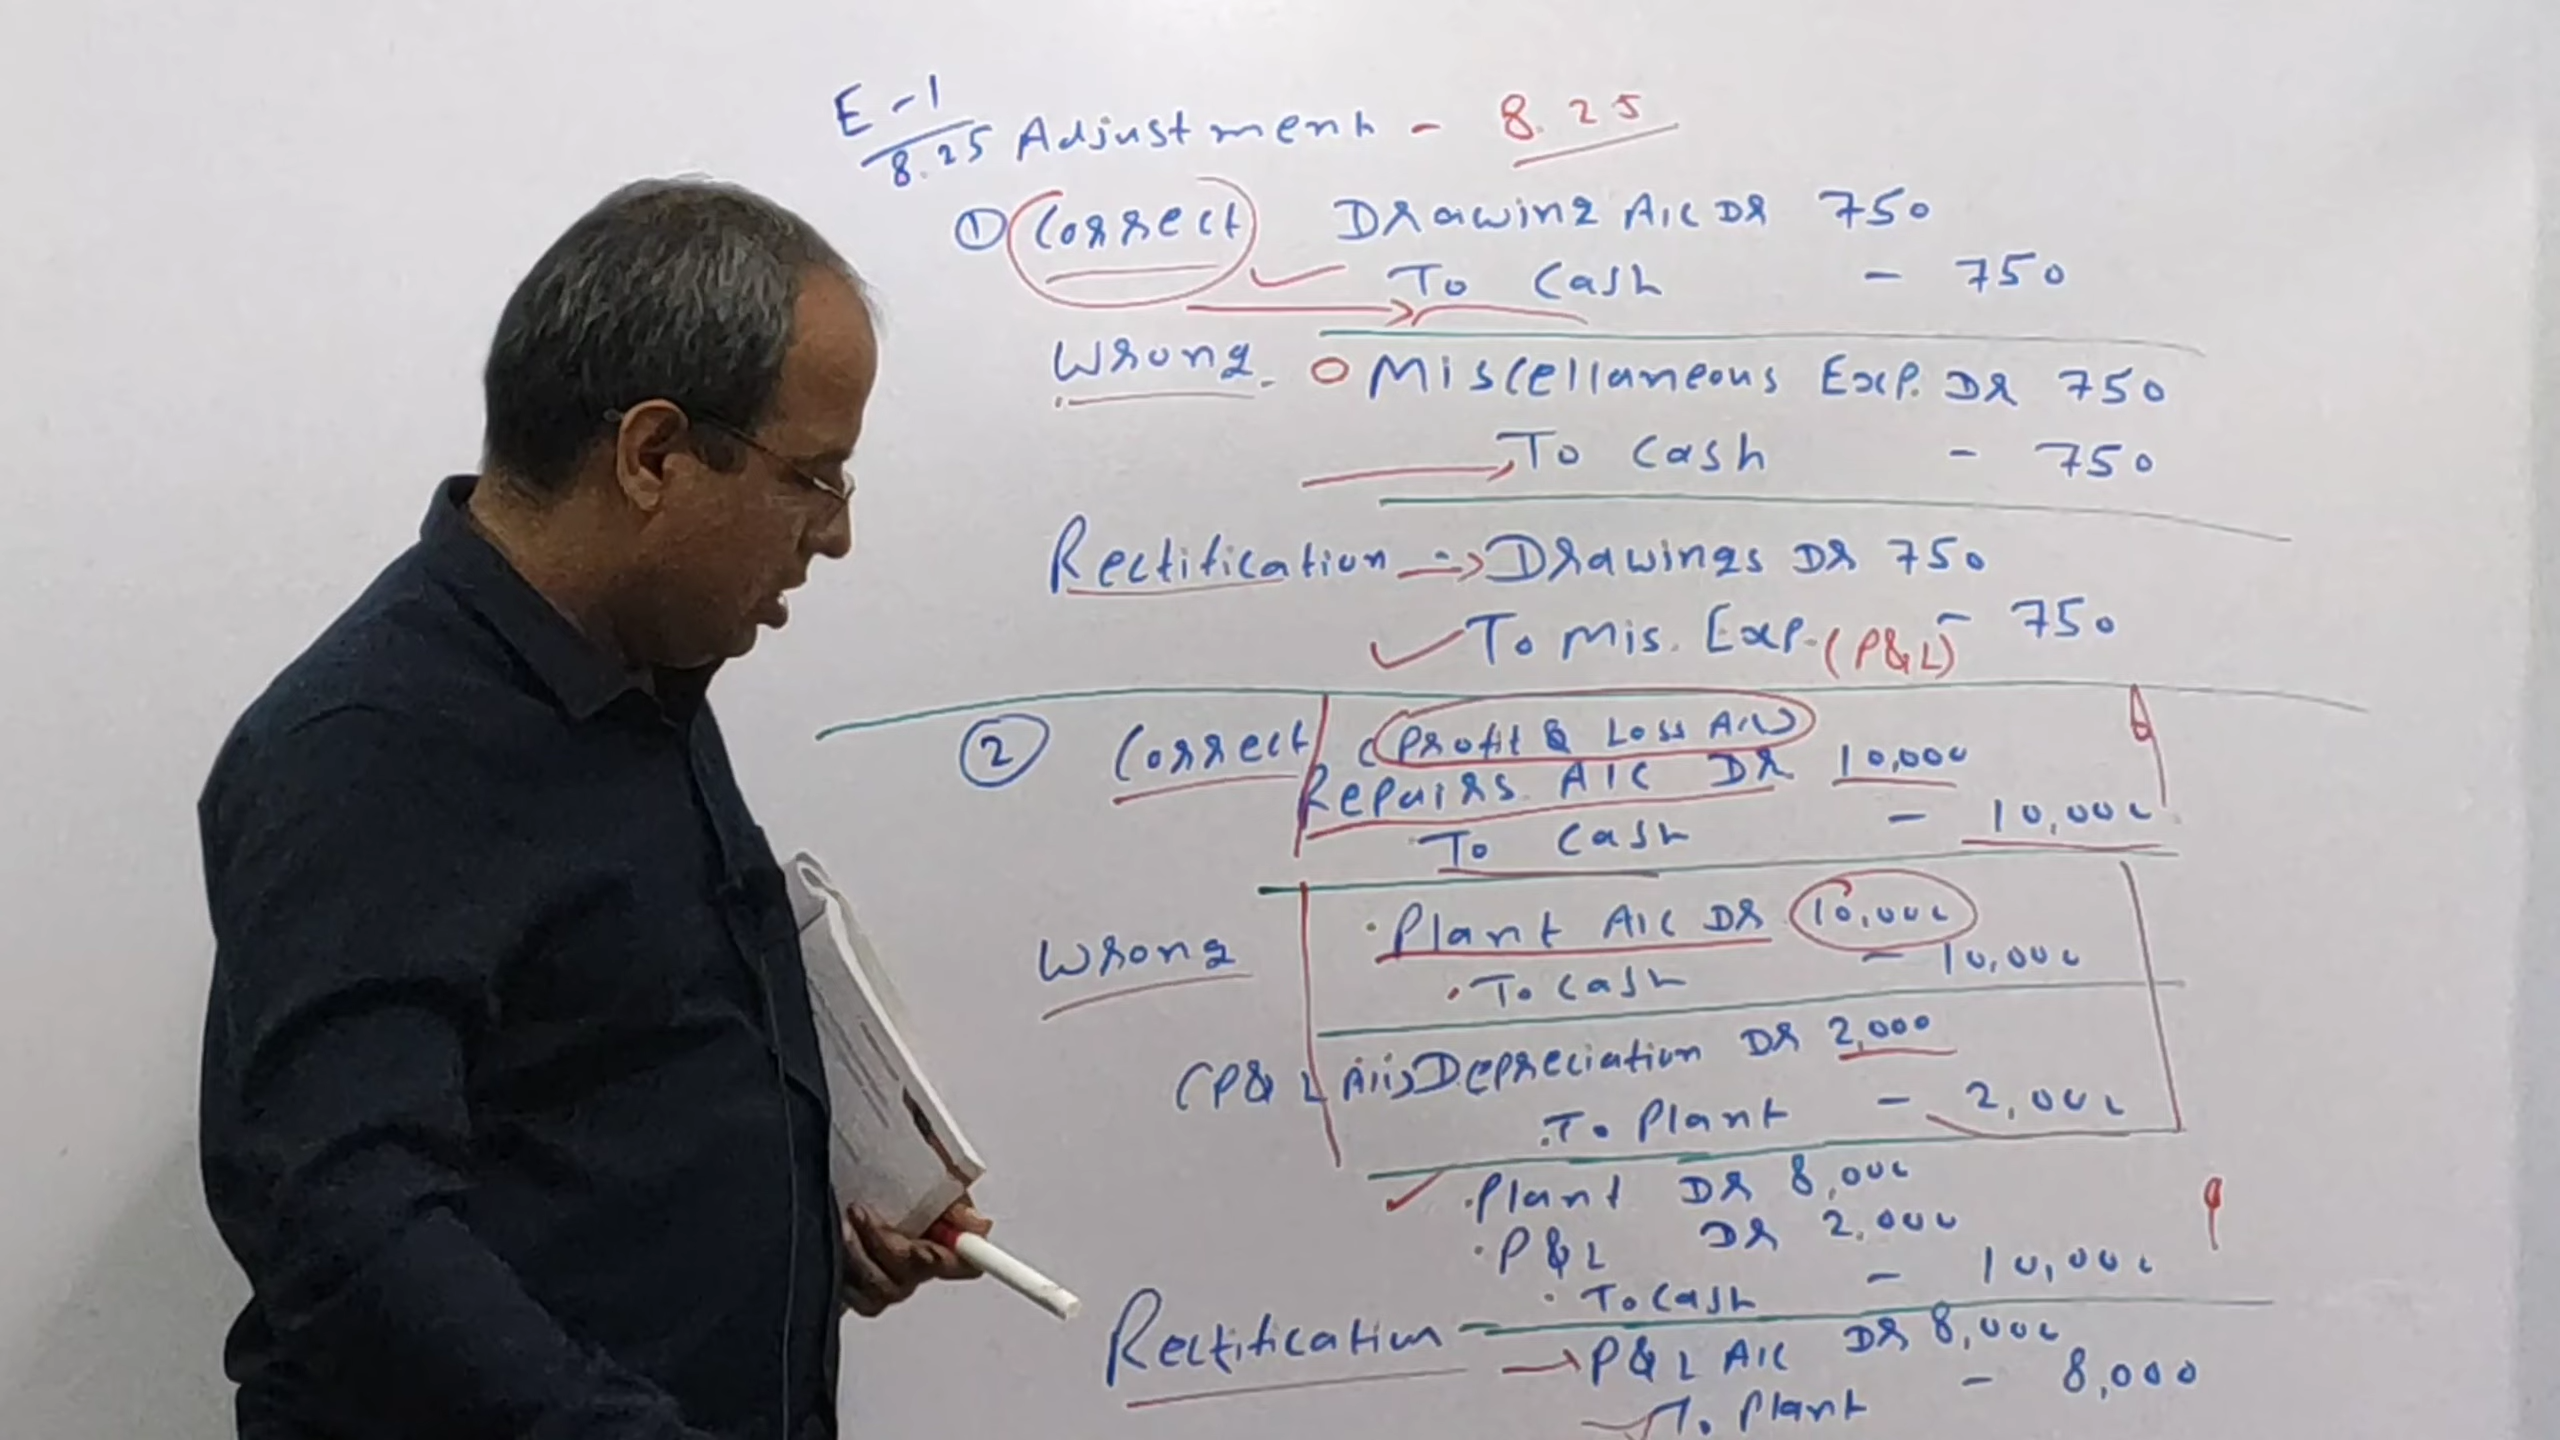 E-1
8.25 Adjustment - 8.25
① Correct Drawing A/C DR 750
To Cash - 750
Wrong. Miscellaneous Exp. DR 750
To Cash - 750
Rectification → Drawings DR 750
To Mis. Exp. (P&L) - 750
② Correct (Profit & Loss A/C)
Repairs A/C DR 10,000
To Cash - 10,000
Wrong Plant A/C DR 10,000
To Cash - 10,000
(P&L A/C) Depreciation DR 2,000
To Plant - 2,000
Plant DR 8,000
P&L DR 2,000
To Cash - 10,000
Rectification → P&L A/C DR 8,000
To Plant - 8,000